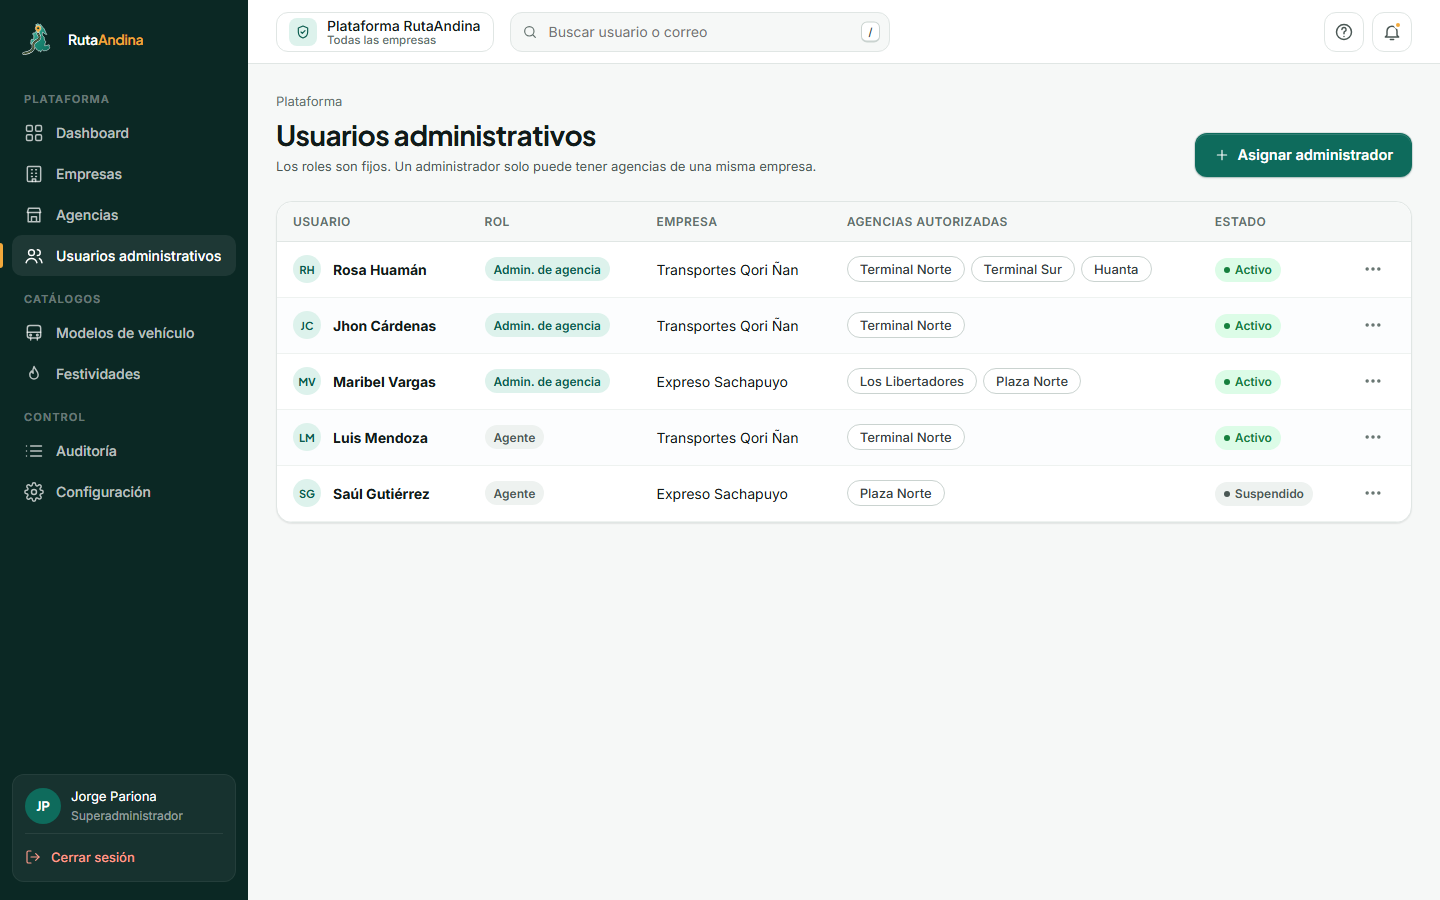 RutaAndina
PLATAFORMA
Dashboard
Empresas
Agencias
Usuarios administrativos
CATÁLOGOS
Modelos de vehículo
Festividades
CONTROL
Auditoría
Configuración
JP
Jorge Pariona
Superadministrador
Cerrar sesión
Plataforma RutaAndina
Todas las empresas
Buscar usuario o correo
/
Plataforma
Usuarios administrativos
Los roles son fijos. Un administrador solo puede tener agencias de una misma empresa.
+ Asignar administrador
USUARIO ROL EMPRESA AGENCIAS AUTORIZADAS ESTADO
RH Rosa Huamán Admin. de agencia Transportes Qori Ñan Terminal Norte Terminal Sur Huanta Activo
JC Jhon Cárdenas Admin. de agencia Transportes Qori Ñan Terminal Norte Activo
MV Maribel Vargas Admin. de agencia Expreso Sachapuyo Los Libertadores Plaza Norte Activo
LM Luis Mendoza Agente Transportes Qori Ñan Terminal Norte Activo
SG Saúl Gutiérrez Agente Expreso Sachapuyo Plaza Norte Suspendido